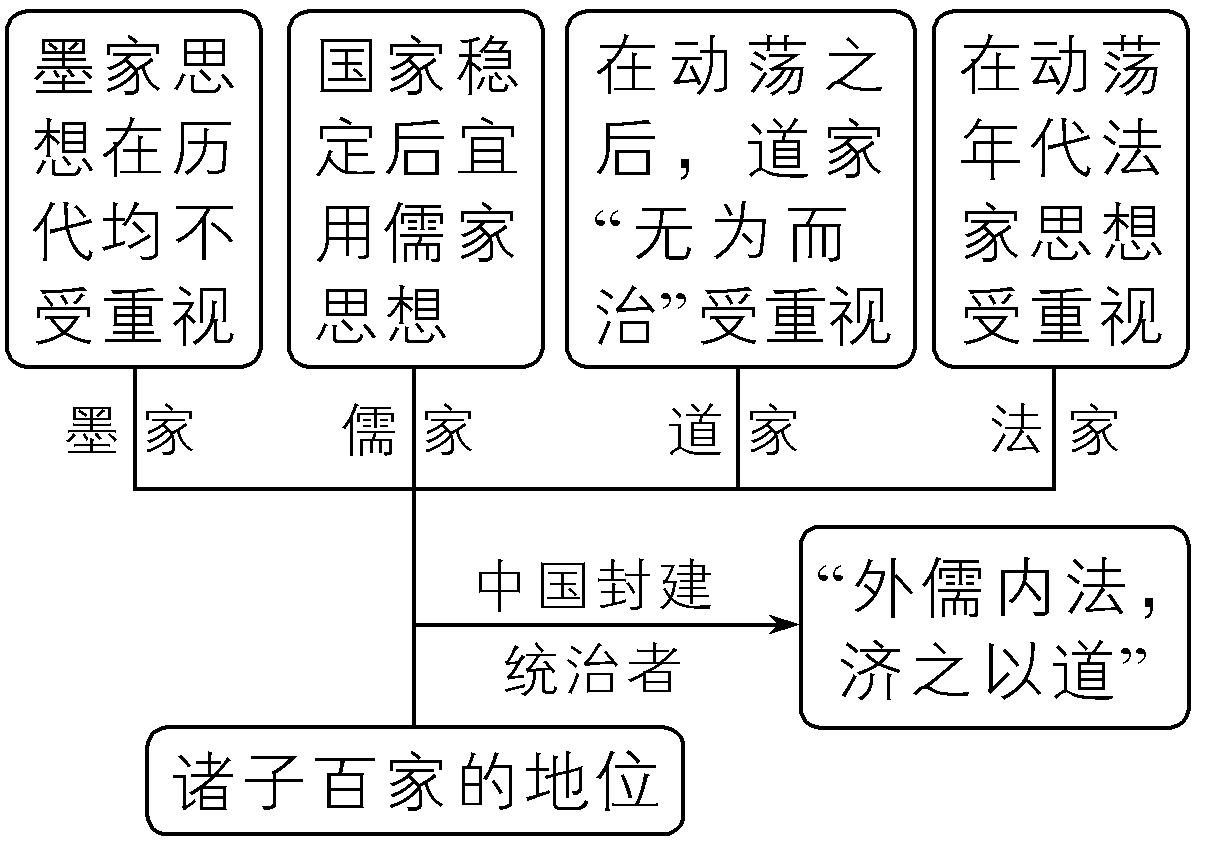 墨家思
想在历
代均不
受重视
国家稳
定后宜
用儒家
思想
在动荡之
后，道家
“无为而
治”受重视
在动荡
年代法
家思想
受重视
墨家
儒家
道家
法家
中国封建
统治者
“外儒内法，
济之以道”
诸子百家的地位